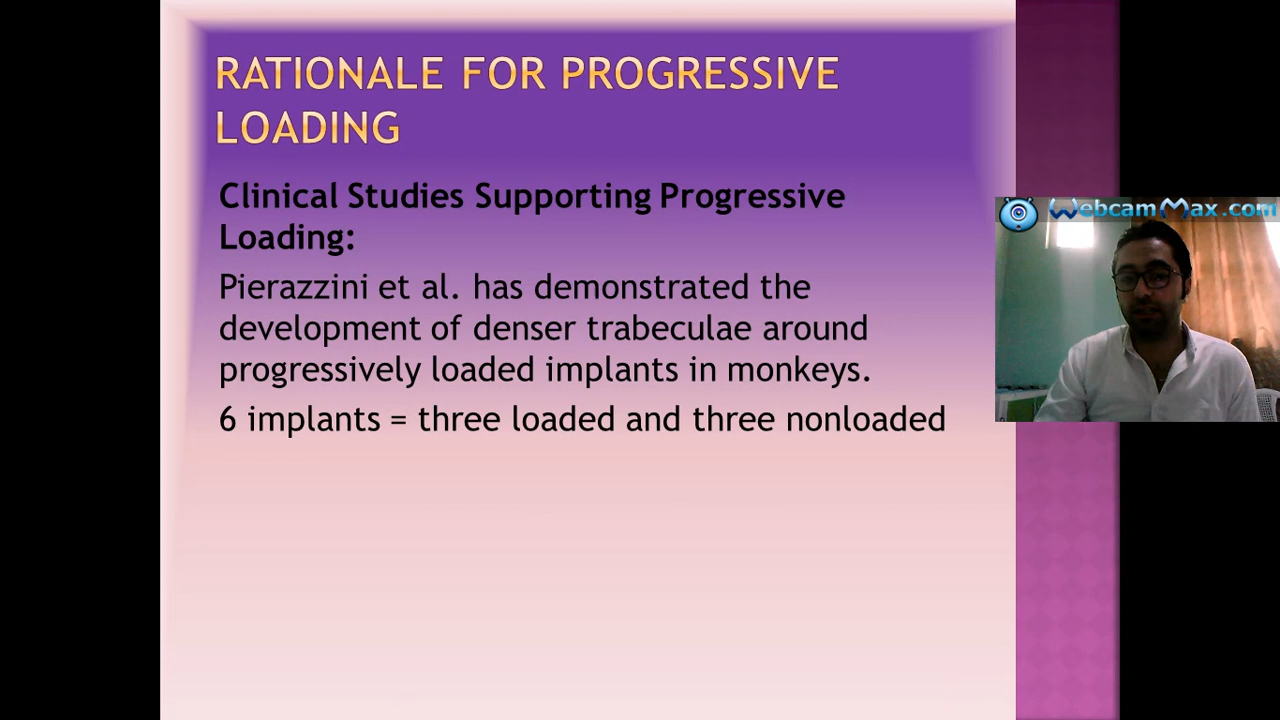 RATIONALE FOR PROGRESSIVE
LOADING
Clinical Studies Supporting Progressive
Loading:
Pierazzini et al. has demonstrated the
development of denser trabeculae around
progressively loaded implants in monkeys.
6 implants = three loaded and three nonloaded
WebcamMax.com